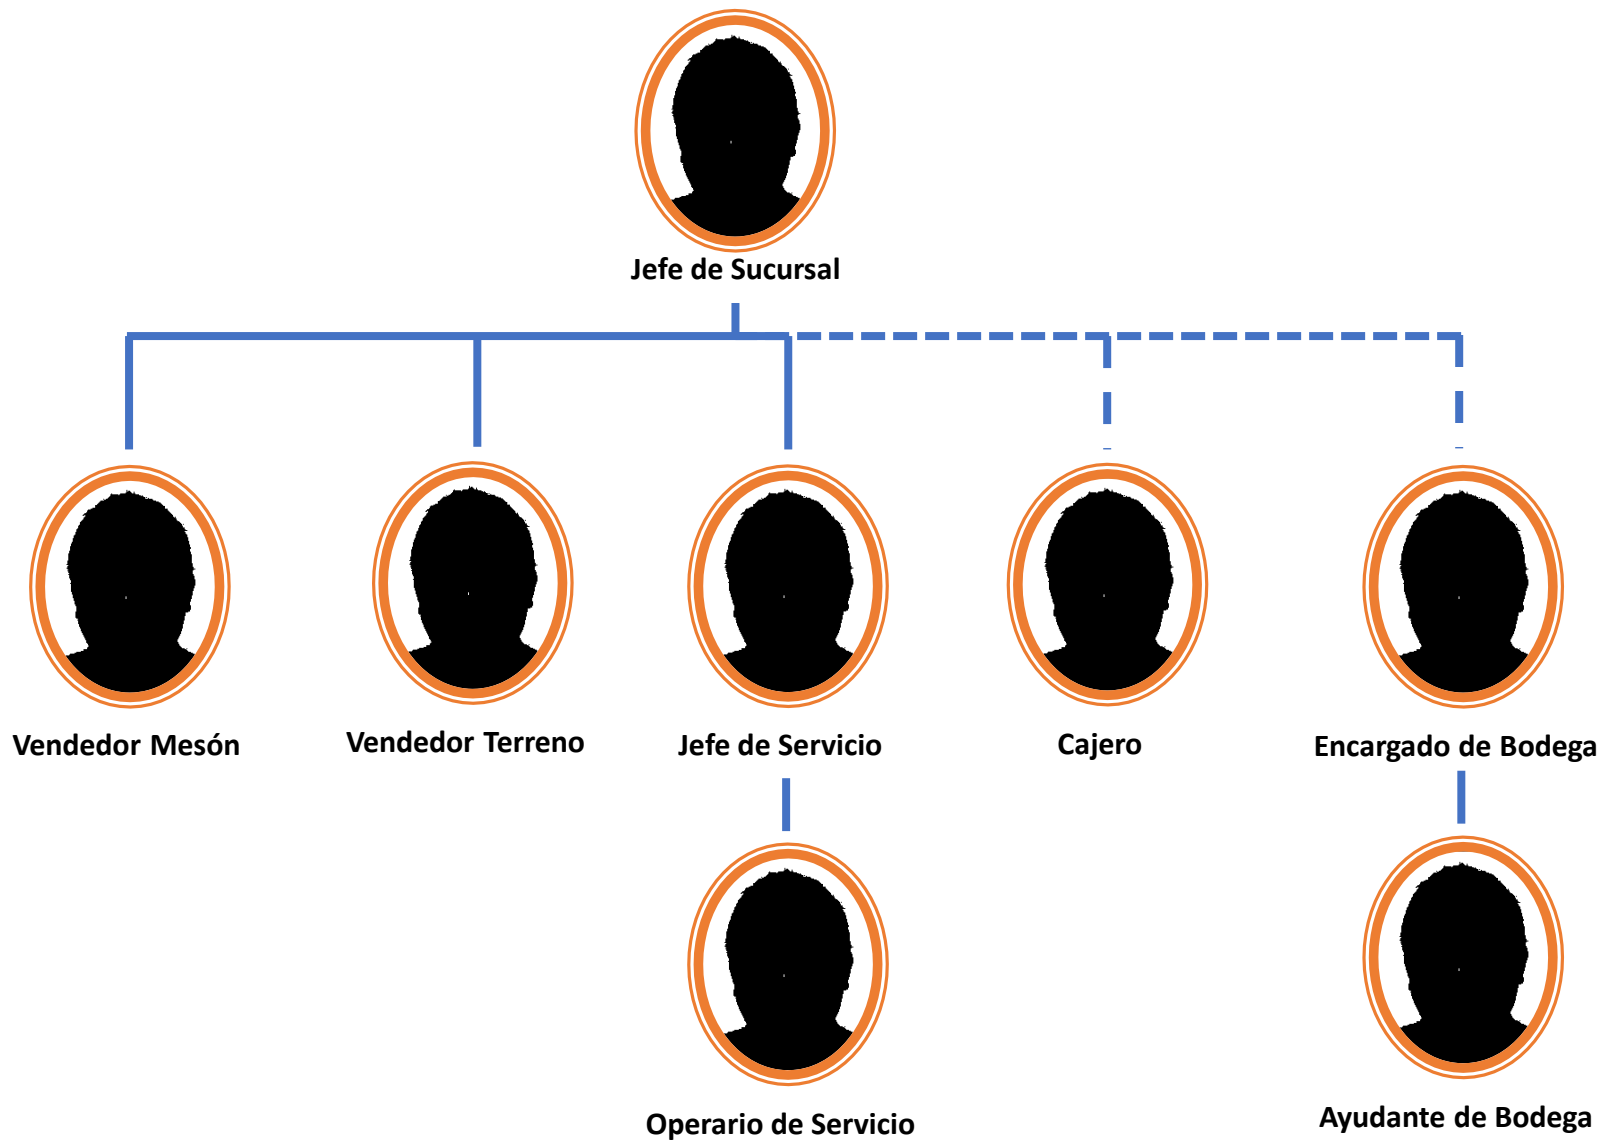 Jefe de Sucursal
Vendedor Mesón
Vendedor Terreno
Jefe de Servicio
Cajero
Encargado de Bodega
Operario de Servicio
Ayudante de Bodega